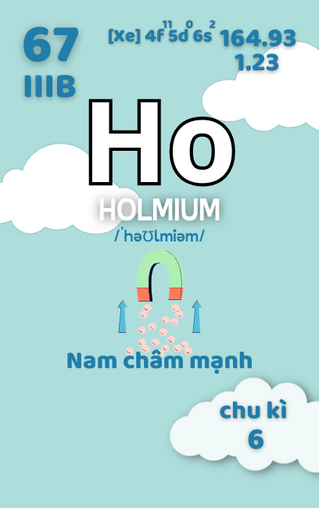 67
[Xe] 4f¹¹ 5d⁰ 6s²
164.93
IIIB
1.23
Ho
HOLMIUM
/ˈhəʊlmiəm/
Nam châm mạnh
chu kì
6